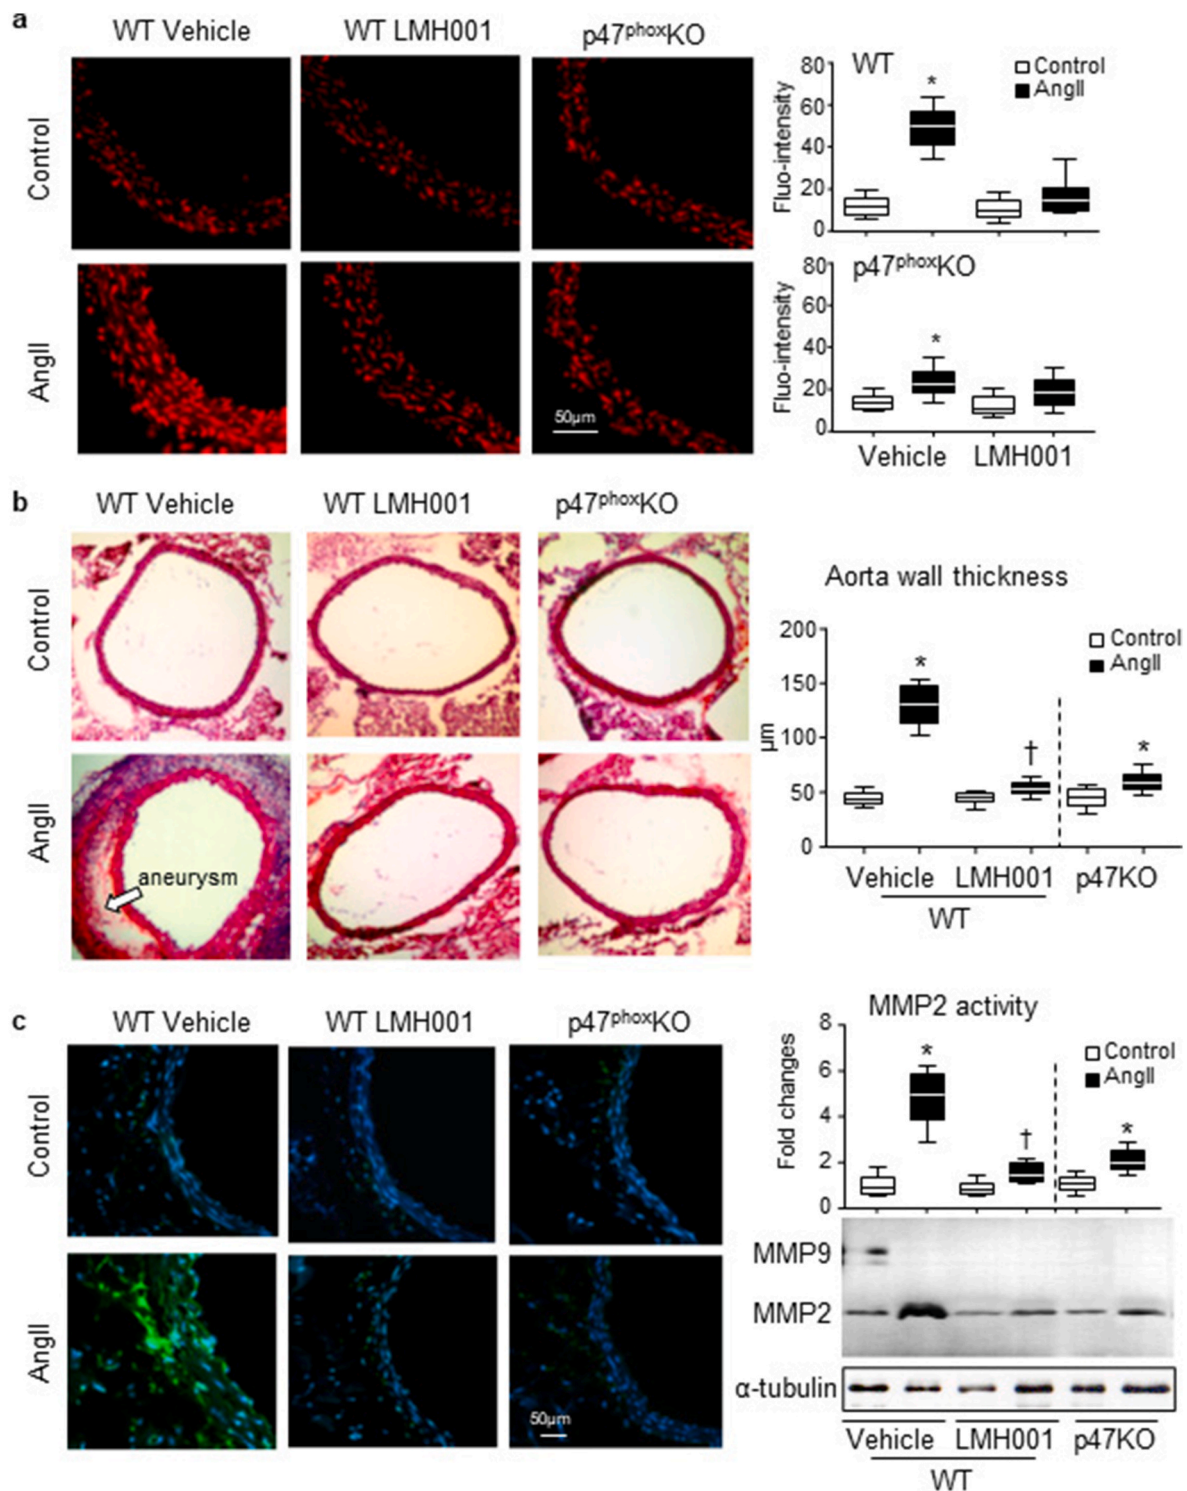 a
WT Vehicle
WT LMH001
p47phoxKO
Control
AngII
50µm
80
60
40
20
0
Fluo-intensity
WT
*
Control
AngII
80
60
40
20
0
Fluo-intensity
p47phoxKO
*
Vehicle
LMH001
b
WT Vehicle
WT LMH001
p47phoxKO
Control
AngII
aneurysm
Aorta wall thickness
200
150
100
50
0
µm
*
†
*
Control
AngII
Vehicle
LMH001
p47KO
WT
c
WT Vehicle
WT LMH001
p47phoxKO
Control
AngII
50µm
MMP2 activity
8
6
4
2
0
Fold changes
*
†
*
Control
AngII
MMP9
MMP2
α-tubulin
Vehicle
LMH001
p47KO
WT